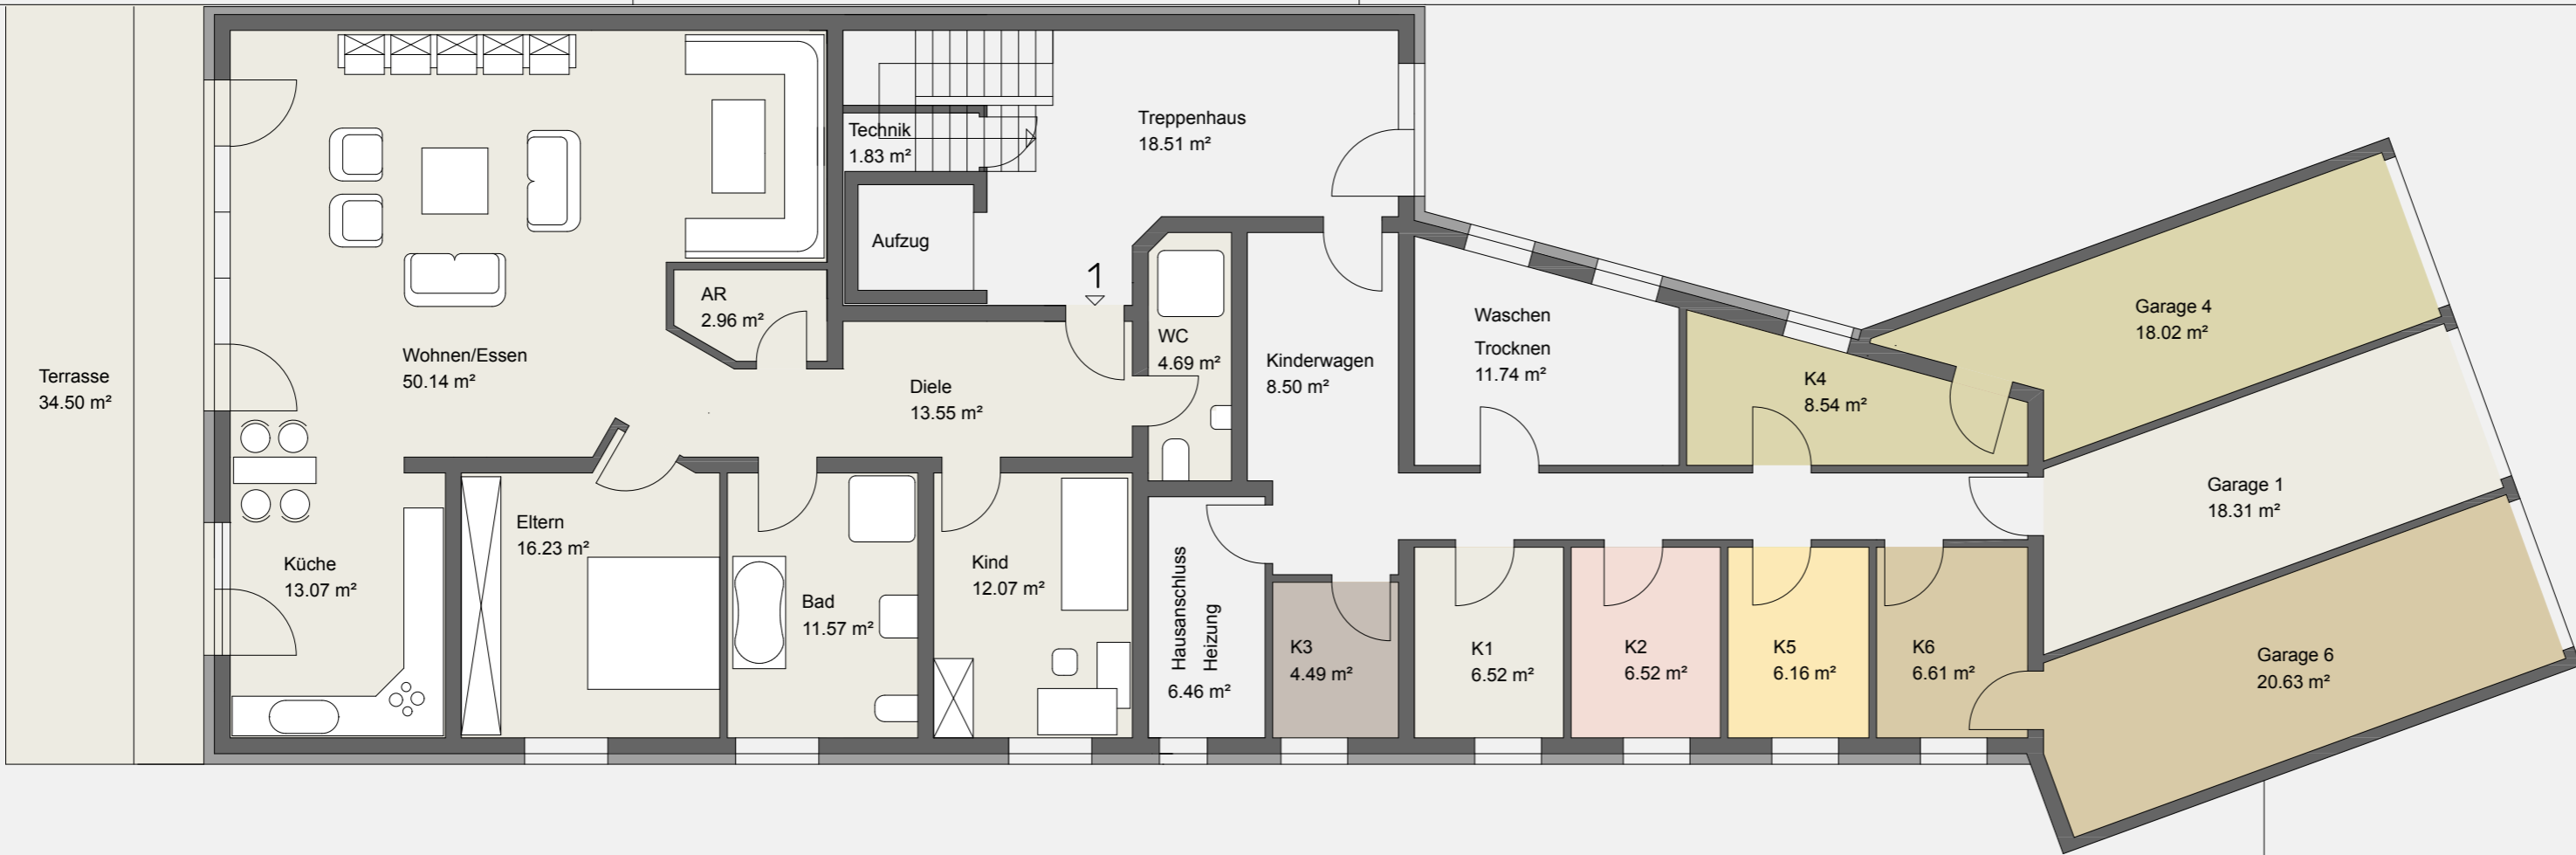 Terrasse
34.50 m²
Wohnen/Essen
50.14 m²
AR
2.96 m²
Technik
1.83 m²
Aufzug
Treppenhaus
18.51 m²
1
Diele
13.55 m²
WC
4.69 m²
Kinderwagen
8.50 m²
Waschen
Trocknen
11.74 m²
K4
8.54 m²
Garage 4
18.02 m²
Garage 1
18.31 m²
Garage 6
20.63 m²
Küche
13.07 m²
Eltern
16.23 m²
Bad
11.57 m²
Kind
12.07 m²
Hausanschluss
Heizung
6.46 m²
K3
4.49 m²
K1
6.52 m²
K2
6.52 m²
K5
6.16 m²
K6
6.61 m²